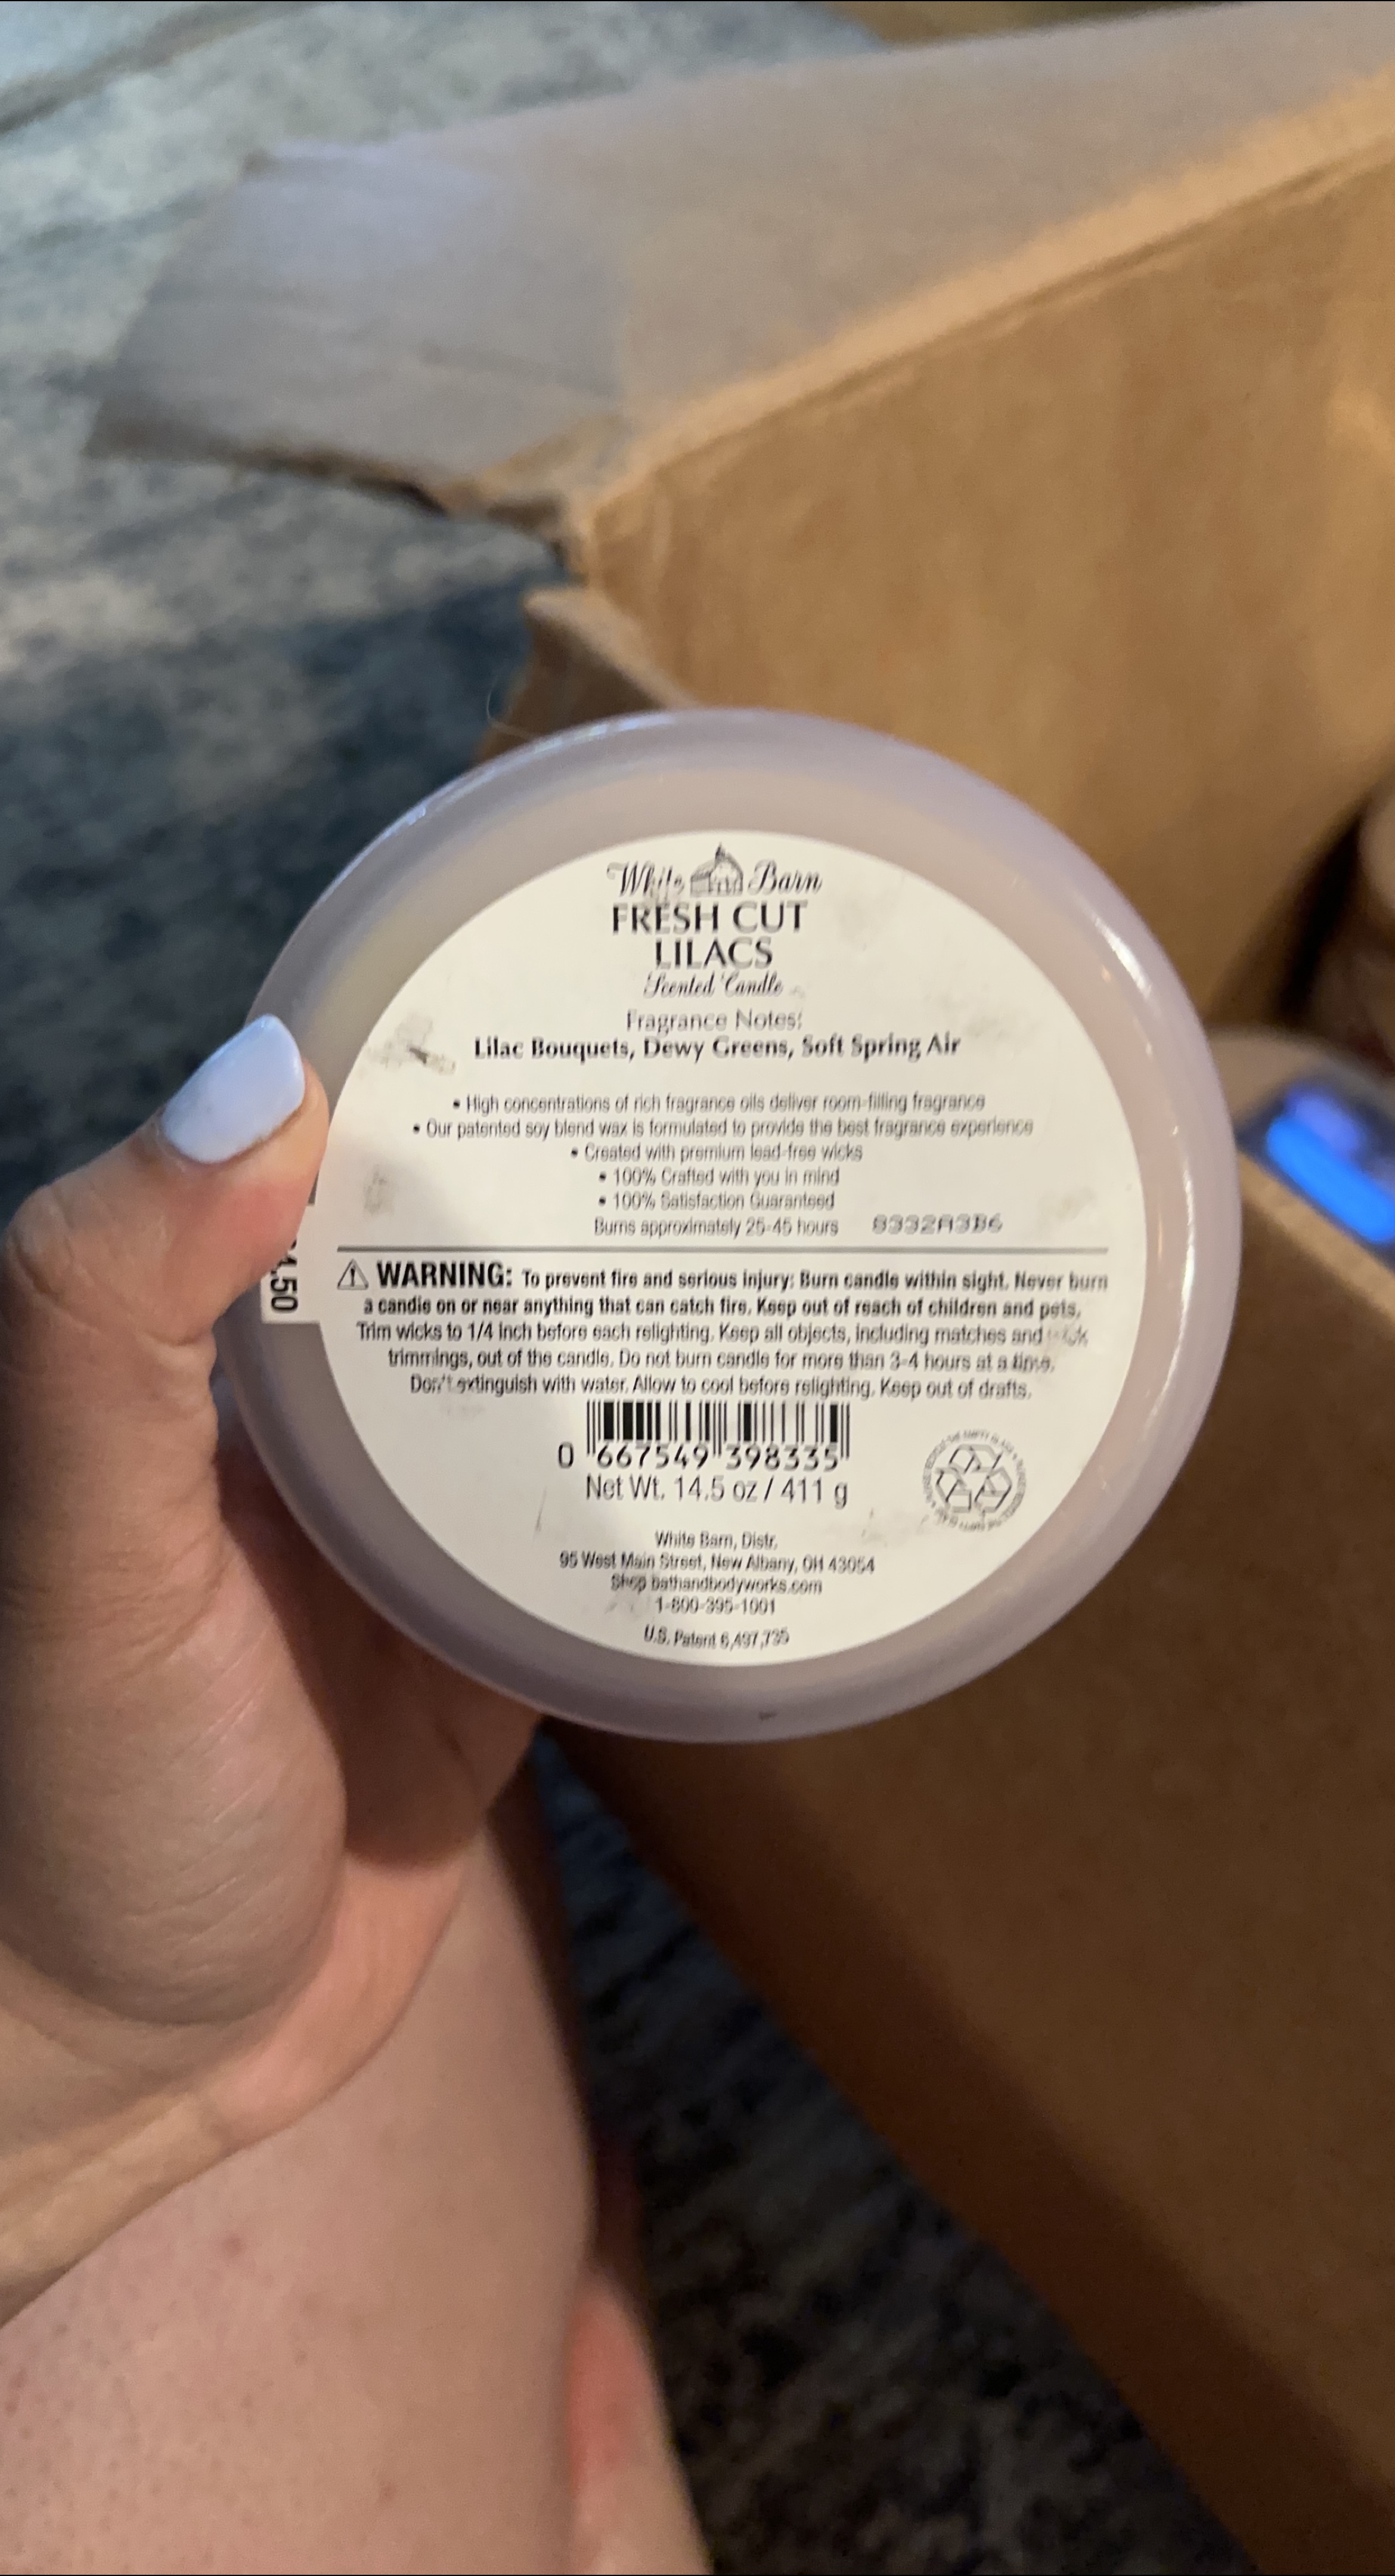 White Barn
FRESH CUT
LILACS
Scented Candle
Fragrance Notes:
Lilac Bouquets, Dewy Greens, Soft Spring Air
• High concentrations of rich fragrance oils deliver room-filling fragrance
• Our patented soy blend wax is formulated to provide the best fragrance experience
• Created with premium lead-free wicks
• 100% Crafted with you in mind
• 100% Satisfaction Guaranteed
Burns approximately 25-45 hours 8332A3B6
⚠ WARNING: To prevent fire and serious injury: Burn candle within sight. Never burn
a candle on or near anything that can catch fire. Keep out of reach of children and pets.
Trim wicks to 1/4 inch before each relighting. Keep all objects, including matches and
trimmings, out of the candle. Do not burn candle for more than 3-4 hours at a time.
Don't extinguish with water. Allow to cool before relighting. Keep out of drafts.
0 667549 398335
Net Wt. 14.5 oz / 411 g
White Barn, Distr.
95 West Main Street, New Albany, OH 43054
Shop bathandbodyworks.com
1-800-395-1001
U.S. Patent 6,497,735